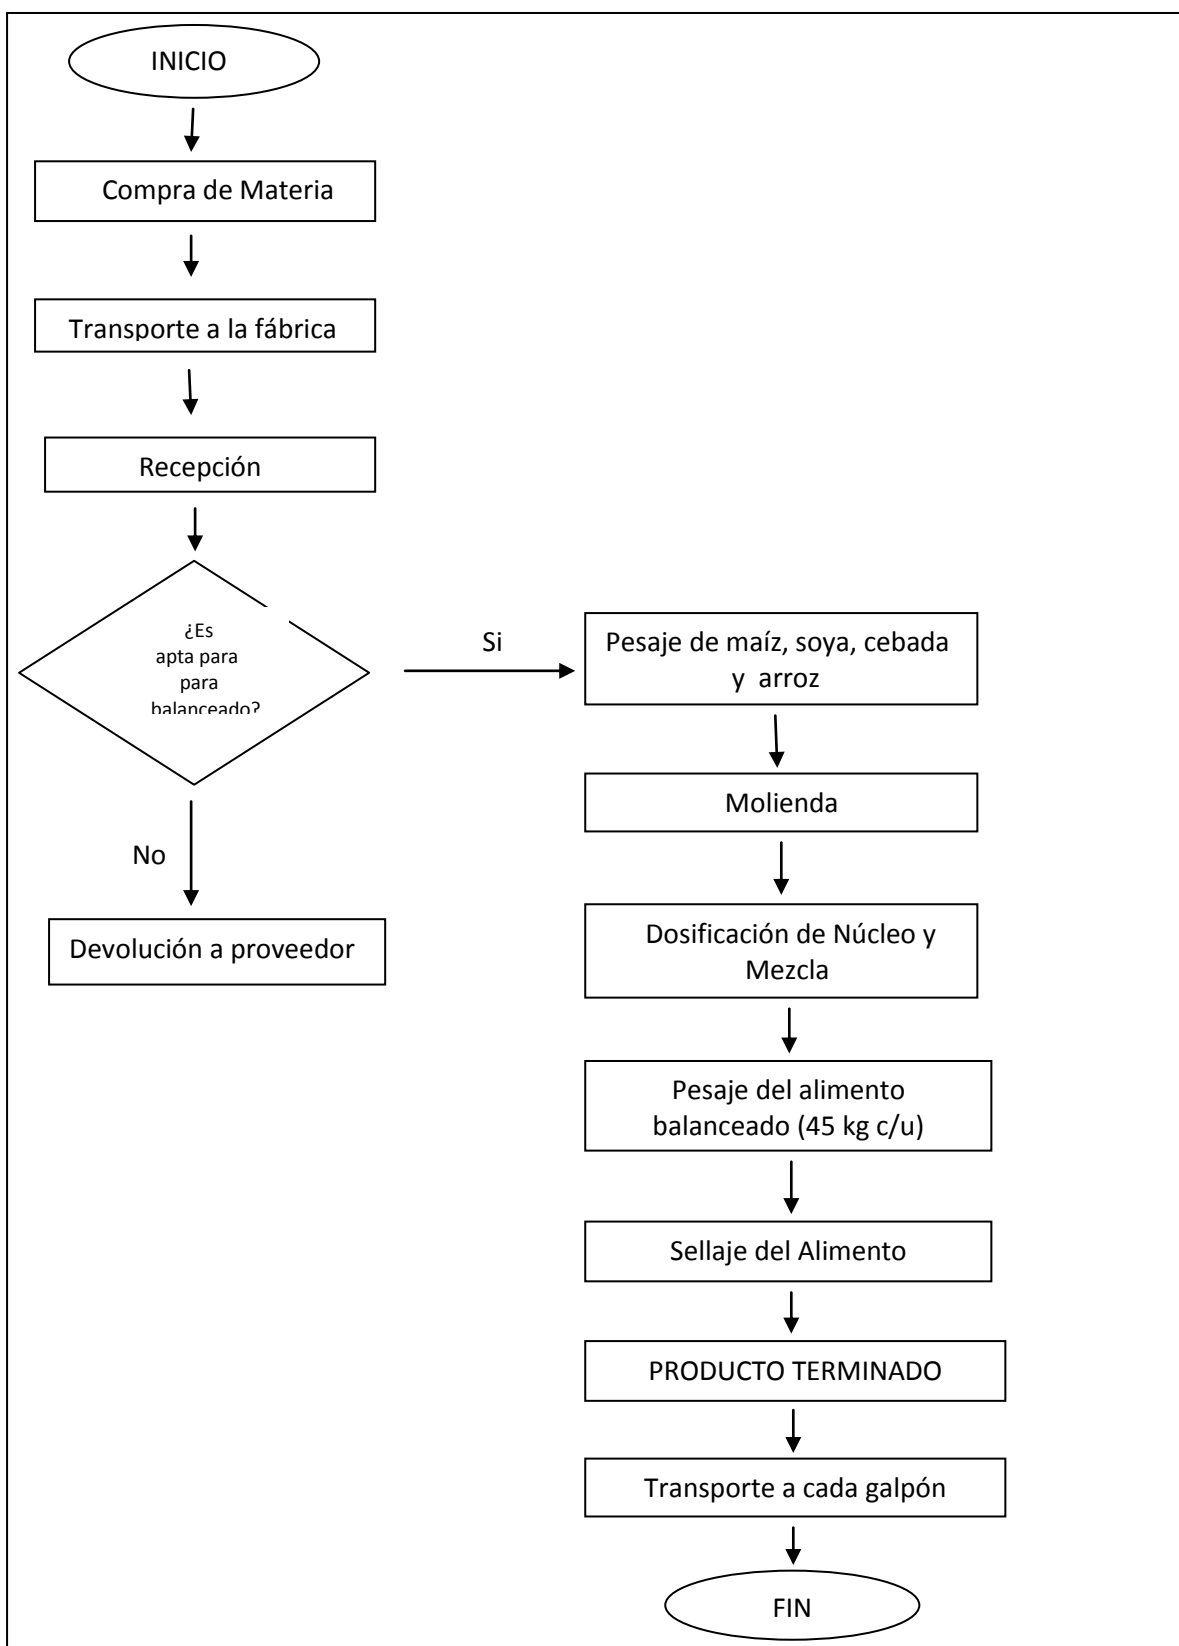 INICIO
Compra de Materia
Transporte a la fábrica
Recepción
¿Es
apta para
para
balanceado?
Si
No
Devolución a proveedor
Pesaje de maíz, soya, cebada
y arroz
Molienda
Dosificación de Núcleo y
Mezcla
Pesaje del alimento
balanceado (45 kg c/u)
Sellaje del Alimento
PRODUCTO TERMINADO
Transporte a cada galpón
FIN